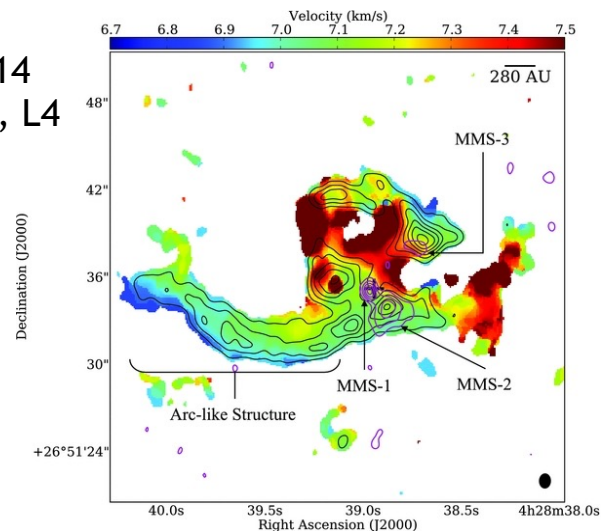 14
, L4
Velocity (km/s)
6.7 6.8 6.9 7.0 7.1 7.2 7.3 7.4 7.5
280 AU
MMS-3
48"
42"
36"
30"
+26°51'24"
Declination (J2000)
MMS-1
MMS-2
Arc-like Structure
40.0s 39.5s 39.0s 38.5s 4h28m38.0s
Right Ascension (J2000)